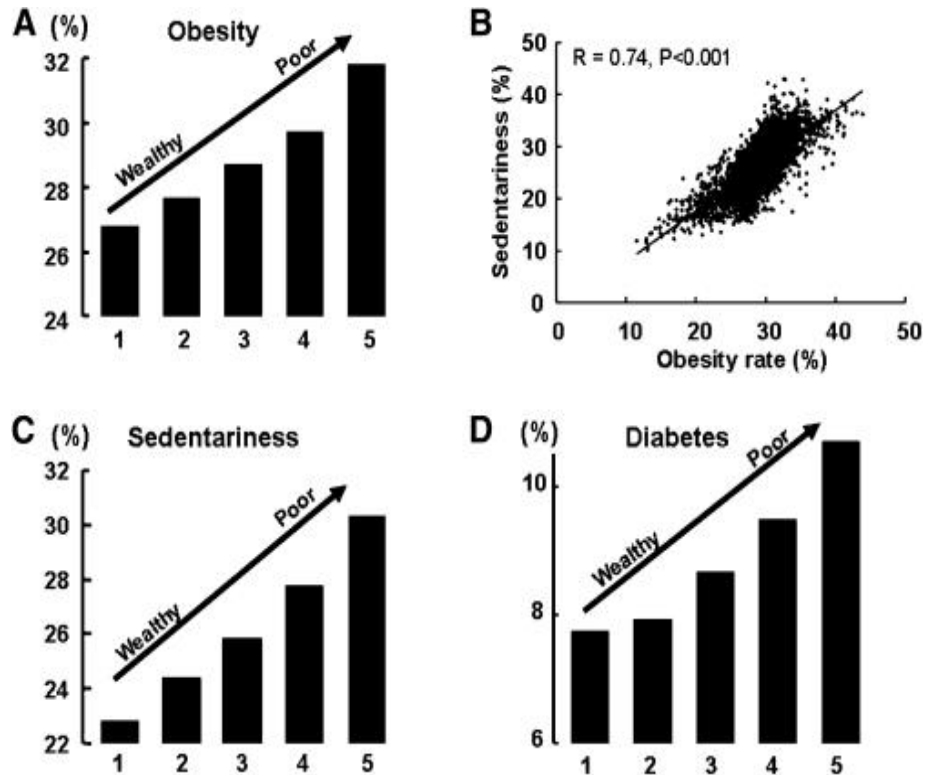 A (%) Obesity
32
30
28
26
24
Wealthy
Poor
1 2 3 4 5
B
R = 0.74, P<0.001
Sedentariness (%)
50
40
30
20
10
0
0 10 20 30 40 50
Obesity rate (%)
C (%) Sedentariness
32
30
28
26
24
22
Wealthy
Poor
1 2 3 4 5
D (%) Diabetes
10
8
6
Wealthy
Poor
1 2 3 4 5